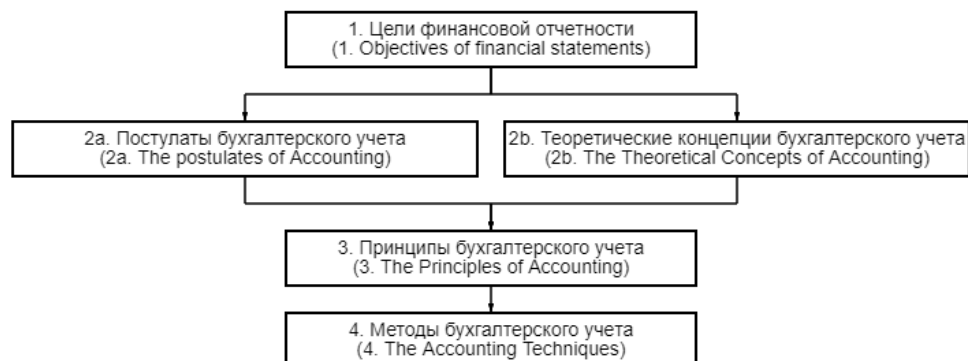 1. Цели финансовой отчетности
(1. Objectives of financial statements)
2а. Постулаты бухгалтерского учета
(2a. The postulates of Accounting)
2b. Теоретические концепции бухгалтерского учета
(2b. The Theoretical Concepts of Accounting)
3. Принципы бухгалтерского учета
(3. The Principles of Accounting)
4. Методы бухгалтерского учета
(4. The Accounting Techniques)